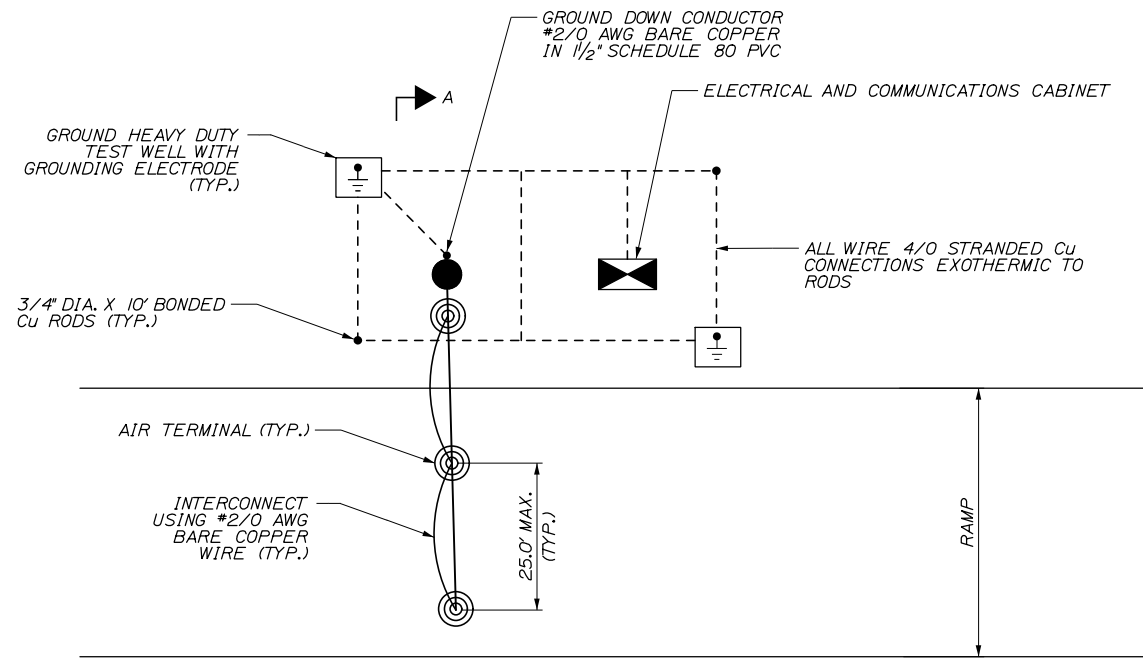 GROUND DOWN CONDUCTOR
#2/0 AWG BARE COPPER
IN 1 1/2" SCHEDULE 80 PVC
A
ELECTRICAL AND COMMUNICATIONS CABINET
GROUND HEAVY DUTY
TEST WELL WITH
GROUNDING ELECTRODE
(TYP.)
ALL WIRE 4/0 STRANDED Cu
CONNECTIONS EXOTHERMIC TO
RODS
3/4" DIA. X 10' BONDED
Cu RODS (TYP.)
AIR TERMINAL (TYP.)
INTERCONNECT
USING #2/0 AWG
BARE COPPER
WIRE (TYP.)
25.0' MAX.
(TYP.)
RAMP